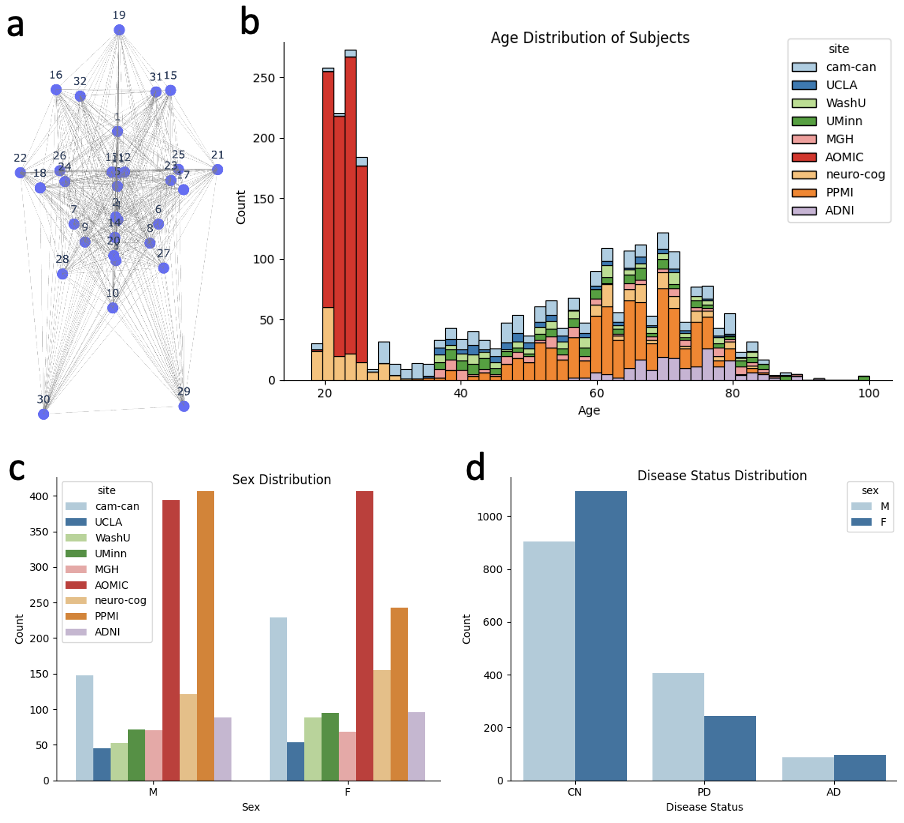 a
19
16
32
31
15
1
22
26
24
18
11
12
25
23
17
21
7
9
2
14
20
6
8
28
27
10
30
29
b
Age Distribution of Subjects
Count
250
200
150
100
50
0
20
40
60
80
100
Age
site
cam-can
UCLA
WashU
UMinn
MGH
AOMIC
neuro-cog
PPMI
ADNI
c
Sex Distribution
Count
400
350
300
250
200
150
100
50
0
M
F
Sex
site
cam-can
UCLA
WashU
UMinn
MGH
AOMIC
neuro-cog
PPMI
ADNI
d
Disease Status Distribution
Count
1000
800
600
400
200
0
CN
PD
AD
Disease Status
sex
M
F